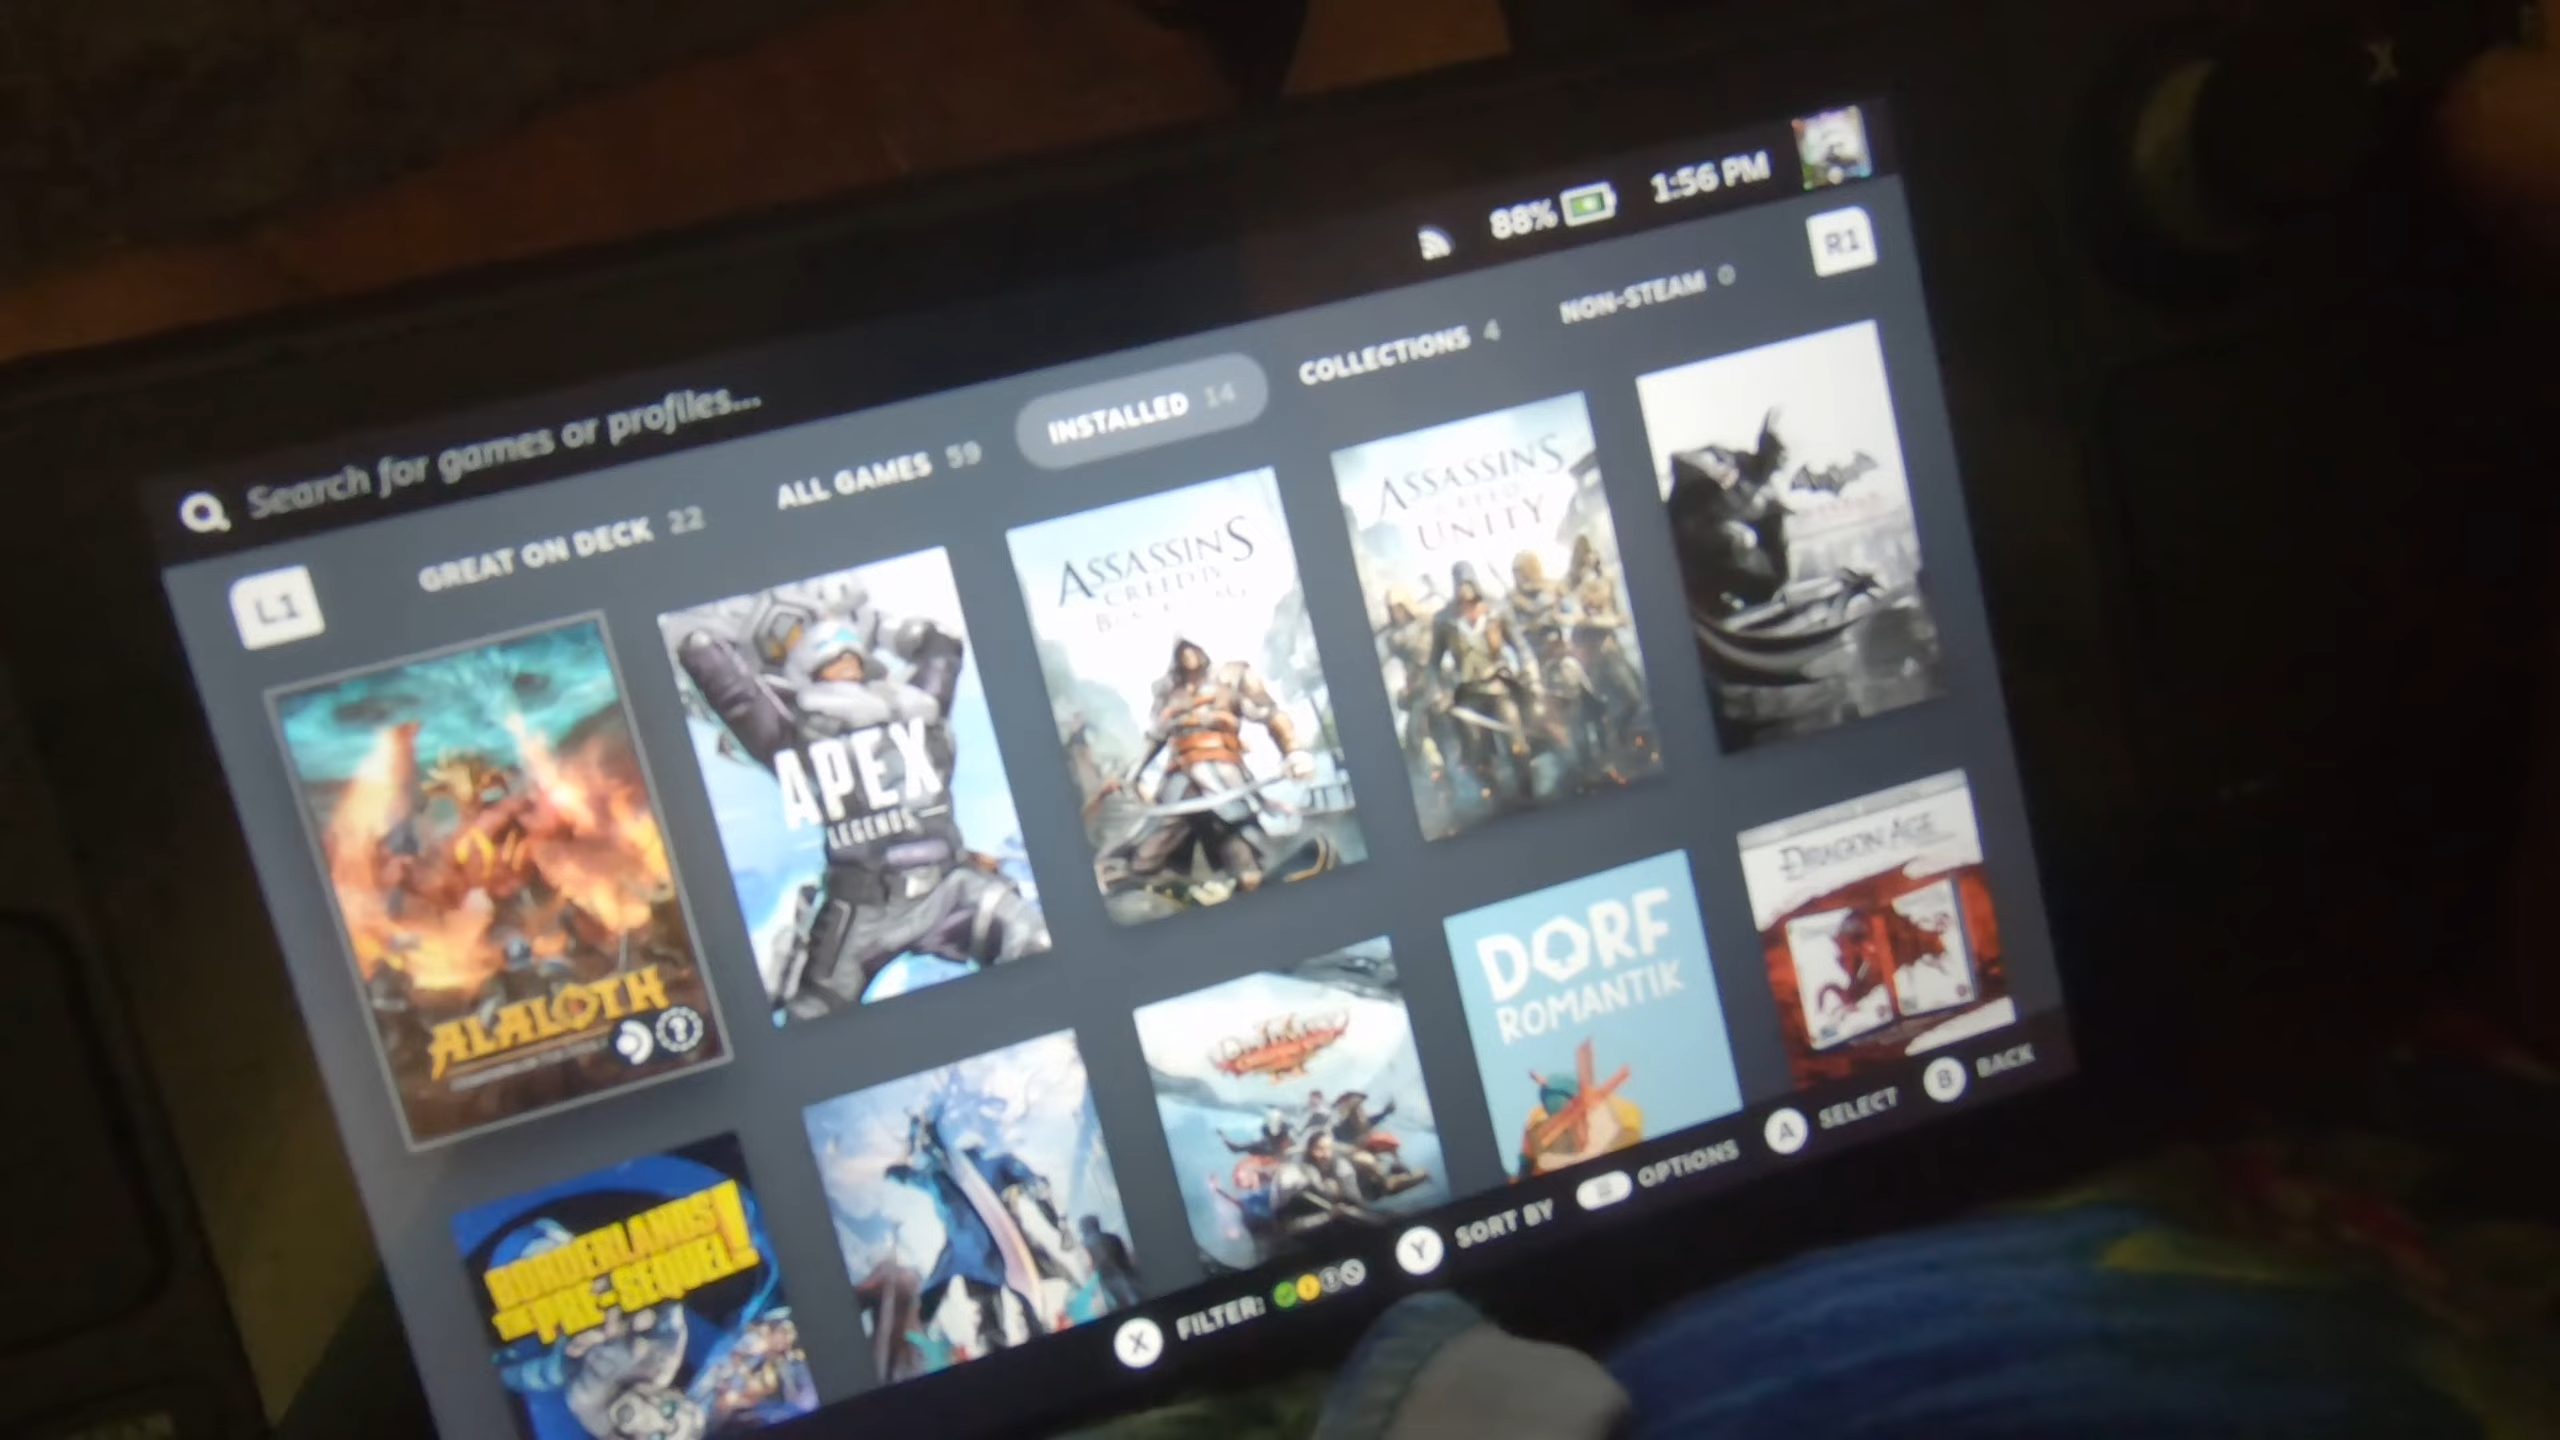 88% 1:56 PM
Search for games or profiles...
L1 GREAT ON DECK 22 ALL GAMES 59 INSTALLED 14 COLLECTIONS 4 NON-STEAM 0 R1
ALALOTH
APEX
LEGENDS
ASSASSIN'S
CREED IV
ASSASSIN'S
CREED
UNITY
BORDERLANDS
THE PRE-SEQUEL!
DORF
ROMANTIK
DRAGON AGE
X FILTER: Y SORT BY OPTIONS A SELECT B BACK
X